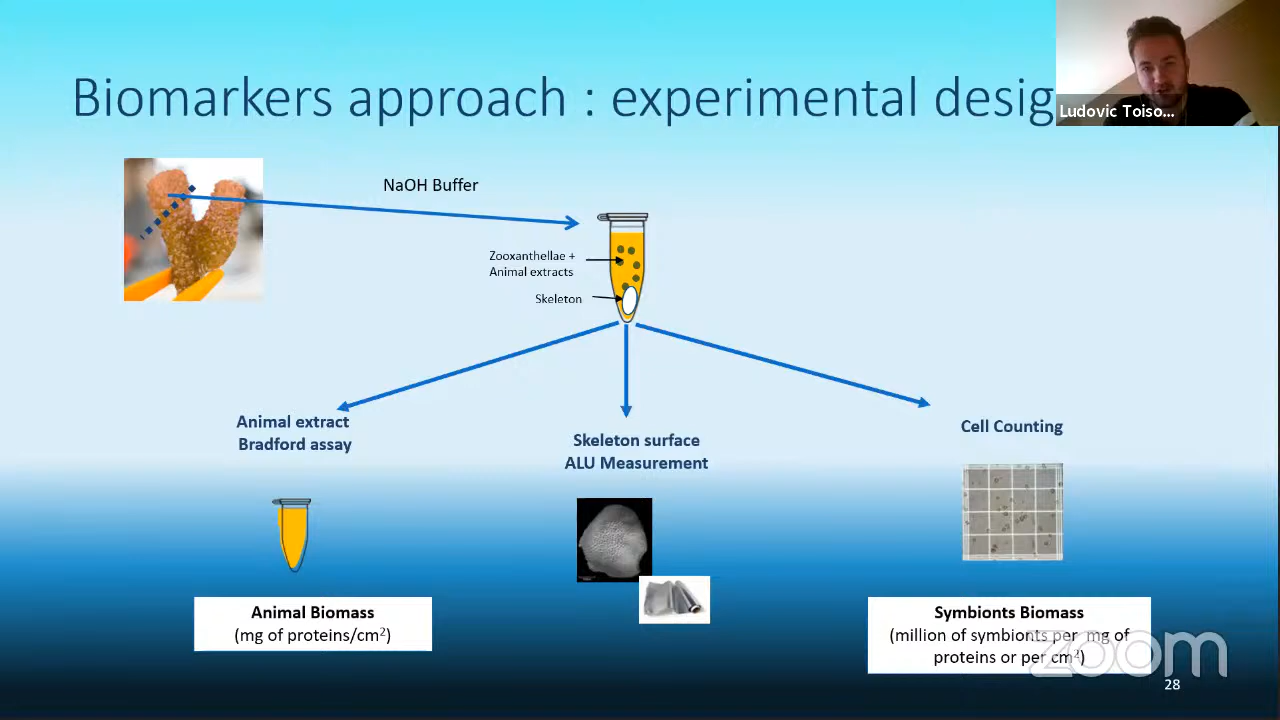 Biomarkers approach : experimental desig
Ludovic Toiso...
NaOH Buffer
Zooxanthellae +
Animal extracts
Skeleton
Animal extract
Bradford assay
Skeleton surface
ALU Measurement
Cell Counting
Animal Biomass
(mg of proteins/cm²)
Symbionts Biomass
(million of symbionts per mg of
proteins or per cm²)
zoom
28